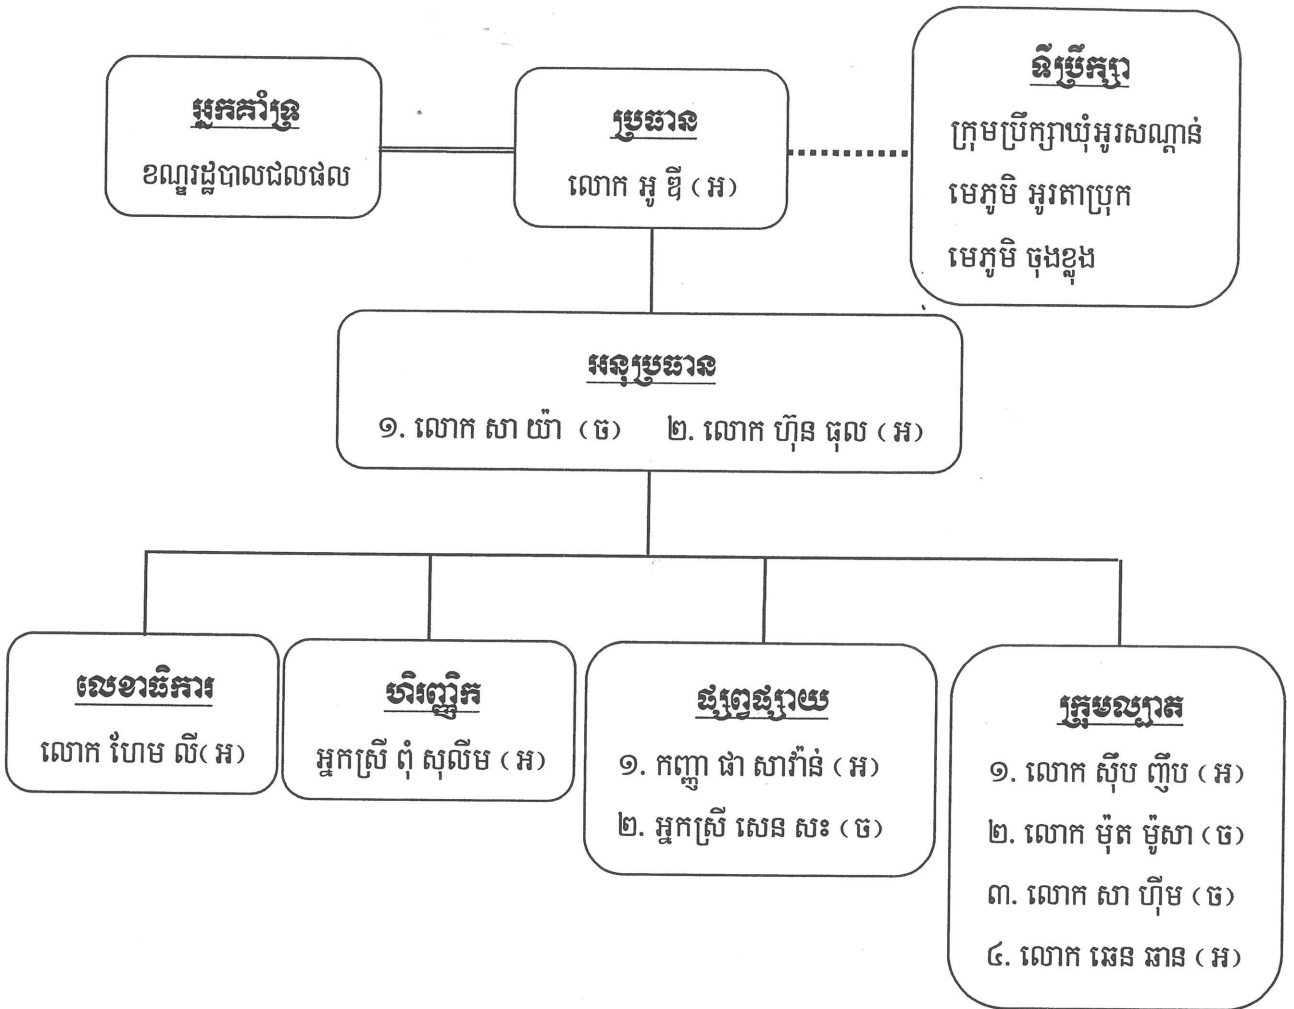 អ្នកគាំទ្រ
ខណ្ឌរដ្ឋបាលជលផល
ប្រធាន
លោក អូ ឌី (អ)
ទីប្រឹក្សា
ក្រុមប្រឹក្សាឃុំអូរសណ្តាន់
មេភូមិ អូរតាប្រុក
មេភូមិ ចុងខ្លុង
អនុប្រធាន
១. លោក សា យ៉ា (ច) ២. លោក ហ៊ុន ធុល (អ)
លេខាធិការ
លោក ហែម លី(អ)
ហិរញ្ញិក
អ្នកស្រី ពុំ សុលីម (អ)
ផ្សព្វផ្សាយ
១. កញ្ញា ផា សាវ៉ាន់ (អ)
២. អ្នកស្រី សេន សះ (ច)
ក្រុមល្បាត
១. លោក ស៊ឹប ញឹប (អ)
២. លោក ម៉ុត ម៉ូសា (ច)
៣. លោក សា ហ៊ីម (ច)
៤. លោក ឆេន ឆាន (អ)